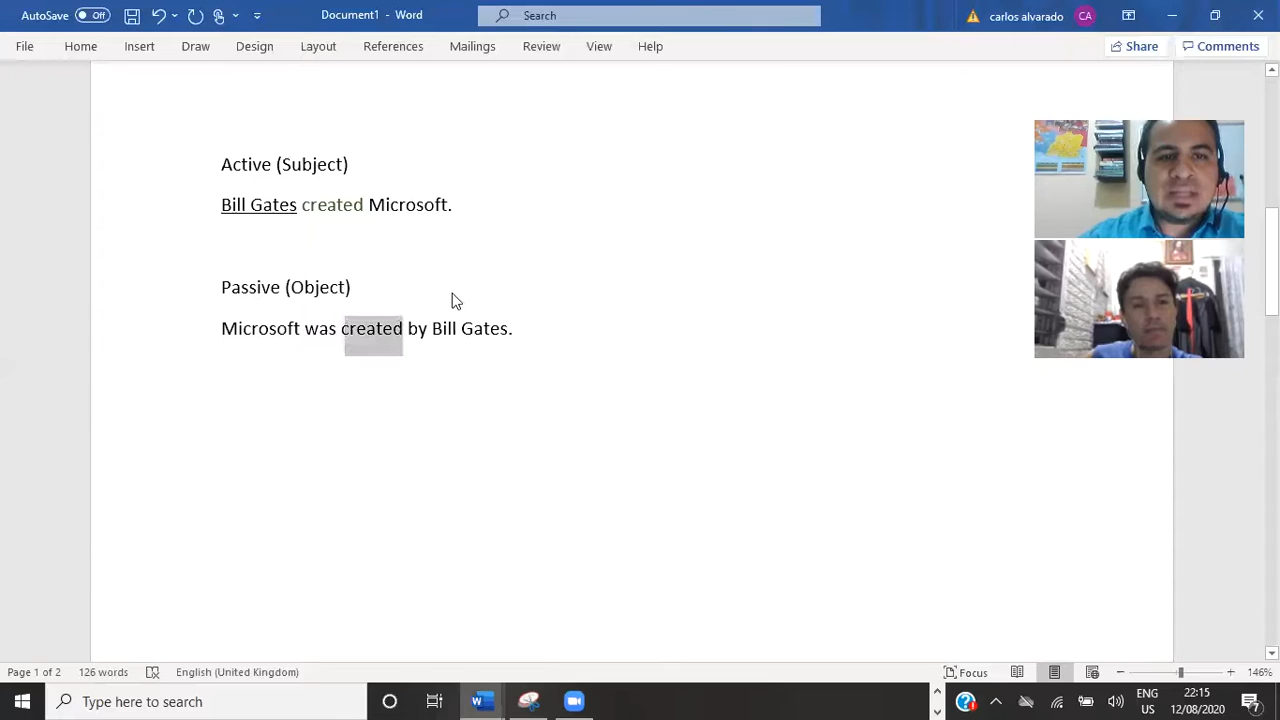 AutoSave Off Document1 - Word Search carlos alvarado CA
File Home Insert Draw Design Layout References Mailings Review View Help Share Comments
Active (Subject)
Bill Gates created Microsoft.
Passive (Object)
Microsoft was created by Bill Gates.
Page 1 of 2 126 words English (United Kingdom) Focus 146%
Type here to search ENG 22:15
US 12/08/2020 7